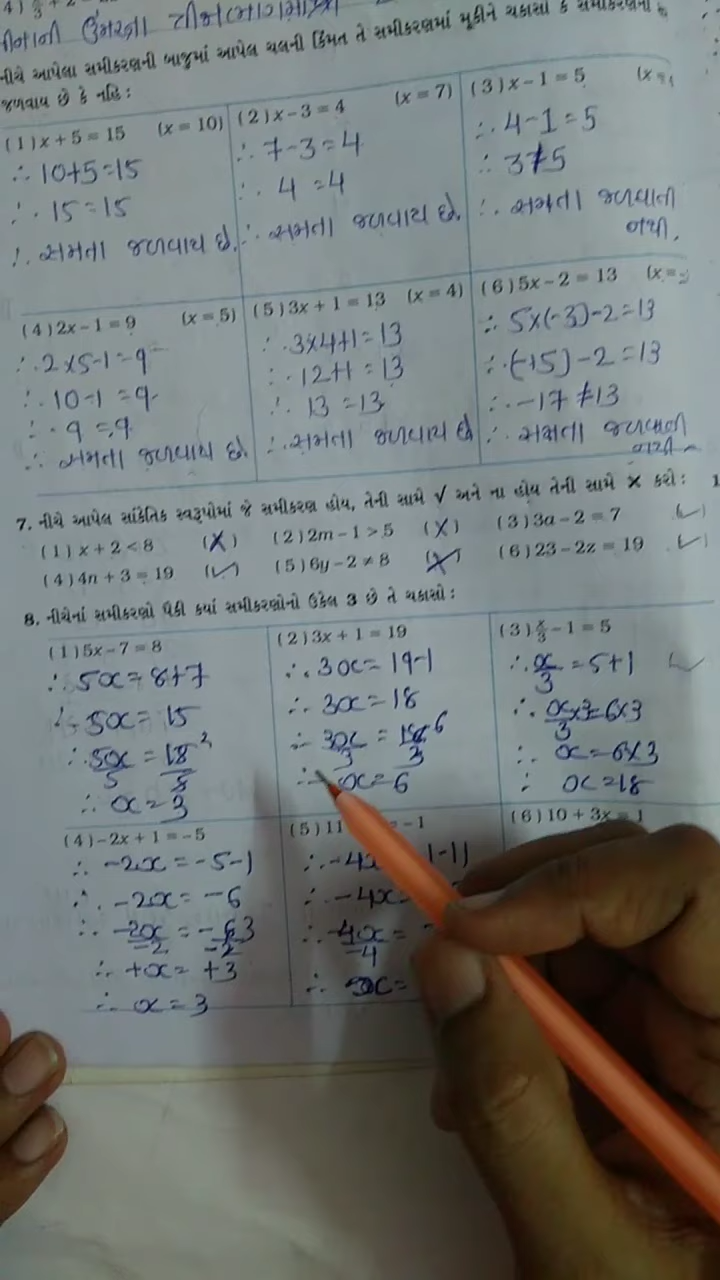 નીચે આપેલા સમીકરણની બાજુમાં આપેલ ચલની કિંમત તે સમીકરણમાં મૂકીને ચકાસો કે સમીકરણની
જળવાય છે કે નહિ:
(1) x + 5 = 15 (x = 10)
∴ 10+5=15
∴ 15=15
∴ સમતા જળવાય છે.
(2) x − 3 = 4 (x = 7)
∴ 7-3=4
∴ 4 =4
∴ સમતા જળવાય છે.
(3) x − 1 = 5
∴ 4-1=5
∴ 3≠5
∴ સમતા જળવાતી
નથી.
(4) 2x − 1 = 9 (x = 5)
∴ 2×5-1=9
∴ 10-1 =9
∴ 9 =9
∴ સમતા જળવાય છે.
(5) 3x + 1 = 13 (x = 4)
∴ 3×4+1=13
∴ 12+1 = 13
∴ 13 =13
∴ સમતા જળવાય છે
(6) 5x − 2 = 13
∴ 5×(-3)-2=13
∴ (-15)-2=13
∴ -17≠13
∴ સમતા જળવાતી
નથી
7. નીચે આપેલ સાંકેતિક સ્વરૂપોમાં જે સમીકરણ હોય, તેની સામે ✓ અને ના હોય તેની સામે ✗ કરો: 1
(1) x + 2 < 8 (✗) (2) 2m − 1 > 5 (✗) (3) 3a − 2 = 7 (✓)
(4) 4n + 3 = 19 (✓) (5) 6y − 2 ≠ 8 (✗) (6) 23 − 2z = 19 (✓)
8. નીચેનાં સમીકરણો પૈકી કયાં સમીકરણોનો ઉકેલ 3 છે તે ચકાસો:
(1) 5x − 7 = 8
∴ 5x=8+7
∴ 5x=15
∴ x=3
(2) 3x + 1 = 19
∴ 3x=19-1
∴ 3x=18
∴ x=6
(3) x/3 − 1 = 5
∴ x/3 =5+1
∴ x×3/3=6×3
∴ x=6×3
∴ x=18
(4) −2x + 1 = −5
∴ -2x=-5-1
∴ -2x=-6
∴ -2x/-2 = -6/-2 3
∴ +x= +3
∴ x=3
(5) 11 = −1
∴ -4x
∴ -4x=
∴ -4x/-4 =
(6) 10 + 3x = 1